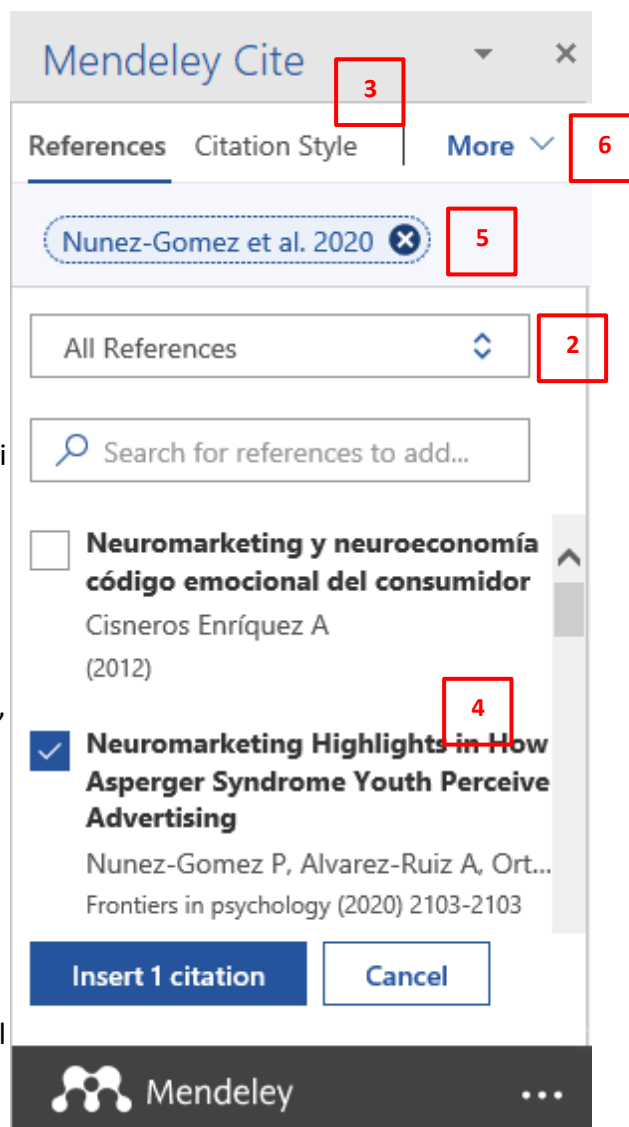 Mendeley Cite
3
References Citation Style More
6
Nunez-Gomez et al. 2020
5
All References
2
i
Search for references to add...
Neuromarketing y neuroeconomía
código emocional del consumidor
Cisneros Enríquez A
(2012)
4
,
Neuromarketing Highlights in How
Asperger Syndrome Youth Perceive
Advertising
Nunez-Gomez P, Alvarez-Ruiz A, Ort...
Frontiers in psychology (2020) 2103-2103
Insert 1 citation Cancel
l
Mendeley ...